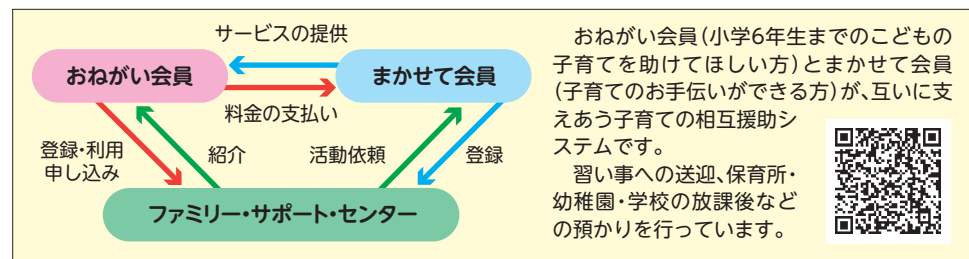 サービスの提供
おねがい会員
まかせて会員
料金の支払い
登録・利用
申し込み
紹介
活動依頼
登録
ファミリー・サポート・センター
おねがい会員(小学6年生までのこどもの
子育てを助けてほしい方)とまかせて会員
(子育てのお手伝いができる方)が、互いに支
えあう子育ての相互援助シ
ステムです。
習い事への送迎、保育所・
幼稚園・学校の放課後など
の預かりを行っています。